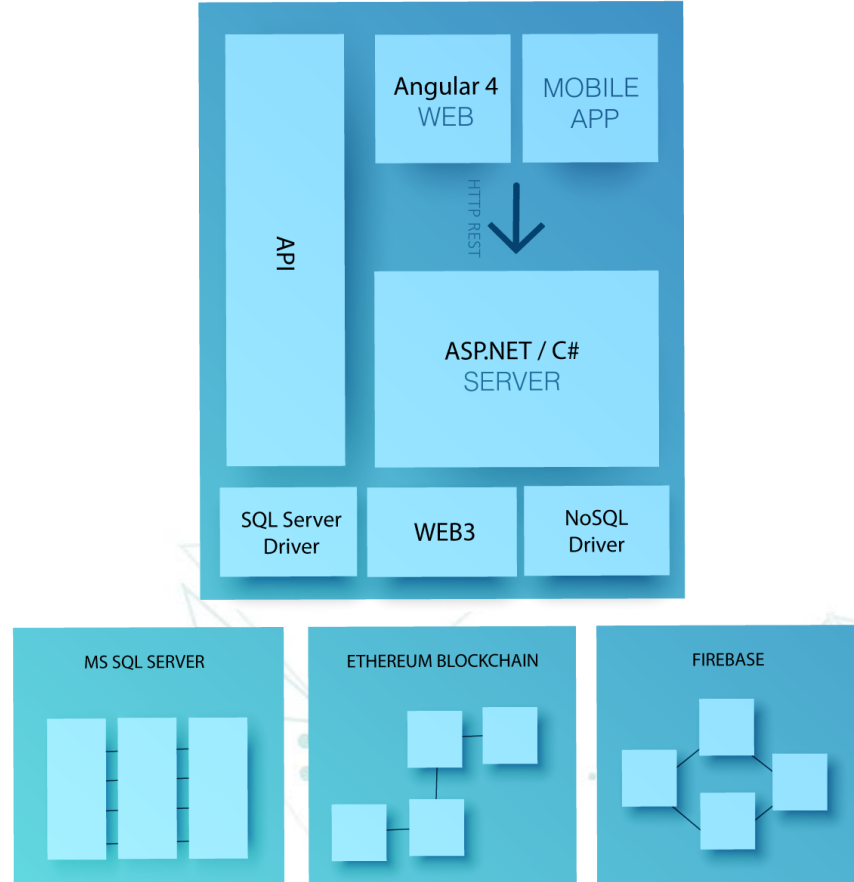 Angular 4
WEB
MOBILE
APP
HTTP REST
API
ASP.NET / C#
SERVER
SQL Server
Driver
WEB3
NoSQL
Driver
MS SQL SERVER
ETHEREUM BLOCKCHAIN
FIREBASE